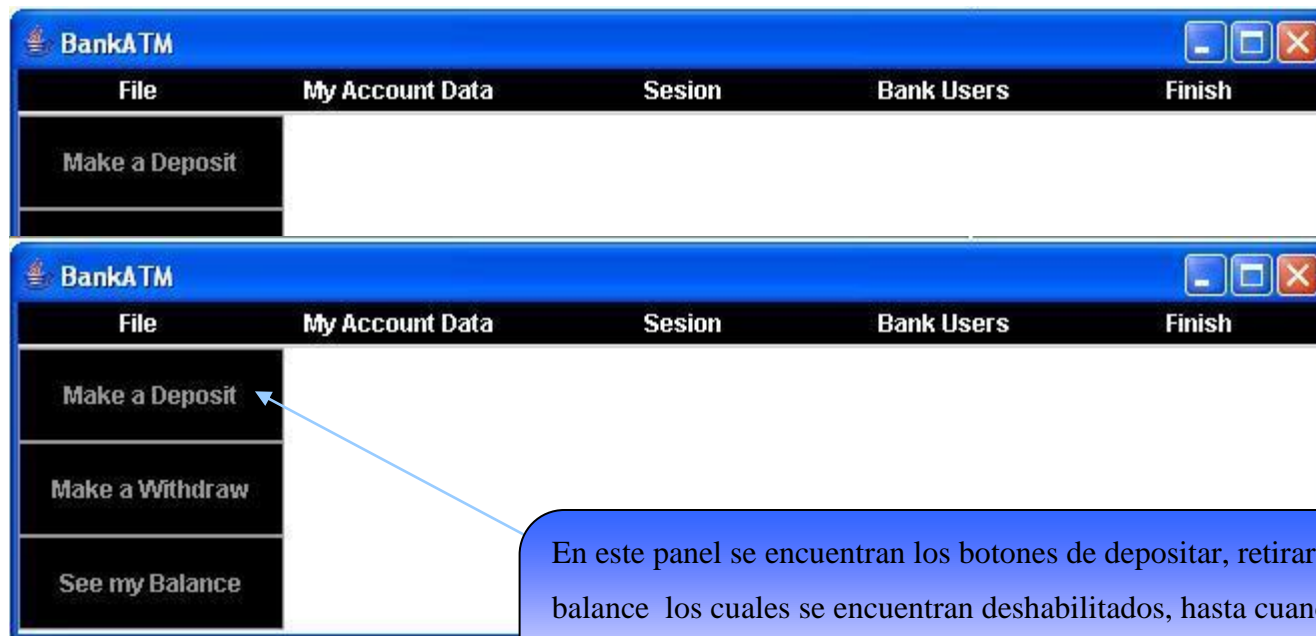 BankATM
File My Account Data Sesion Bank Users Finish
Make a Deposit
BankATM
File My Account Data Sesion Bank Users Finish
Make a Deposit
Make a Withdraw
See my Balance
En este panel se encuentran los botones de depositar, retirar
balance los cuales se encuentran deshabilitados, hasta